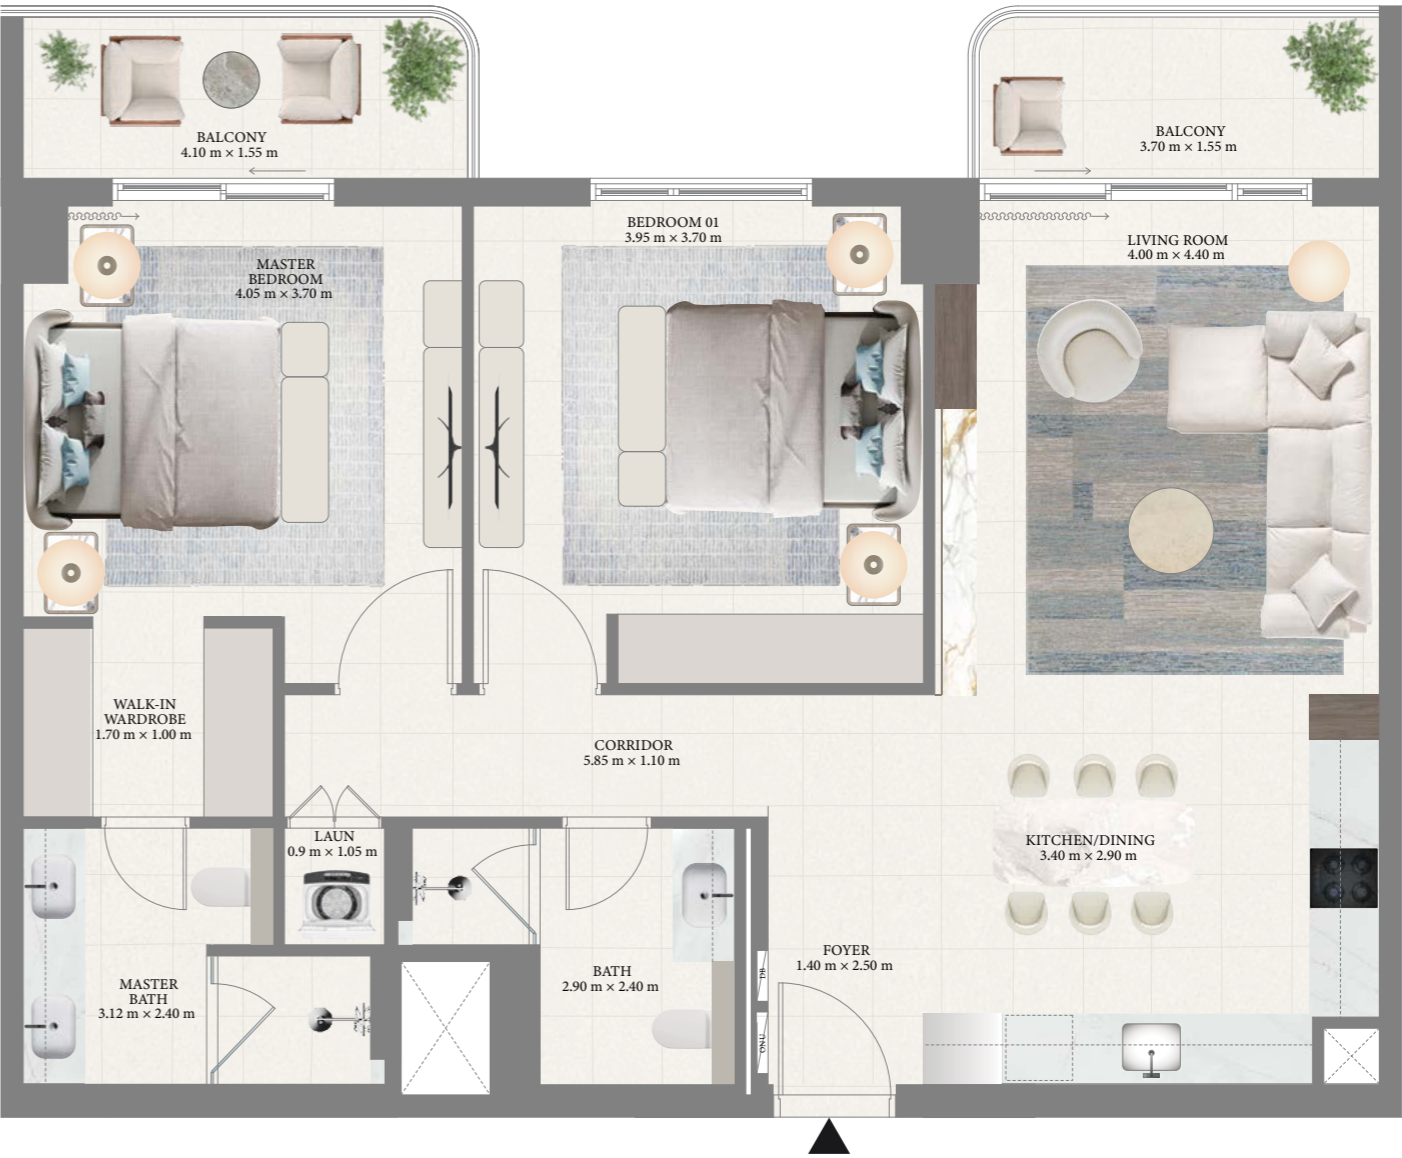 BALCONY
4.10 m × 1.55 m
BALCONY
3.70 m × 1.55 m
MASTER
BEDROOM
4.05 m × 3.70 m
BEDROOM 01
3.95 m × 3.70 m
LIVING ROOM
4.00 m × 4.40 m
WALK-IN
WARDROBE
1.70 m × 1.00 m
CORRIDOR
5.85 m × 1.10 m
LAUN
0.9 m × 1.05 m
KITCHEN/DINING
3.40 m × 2.90 m
MASTER
BATH
3.12 m × 2.40 m
BATH
2.90 m × 2.40 m
FOYER
1.40 m × 2.50 m
DB
ONU